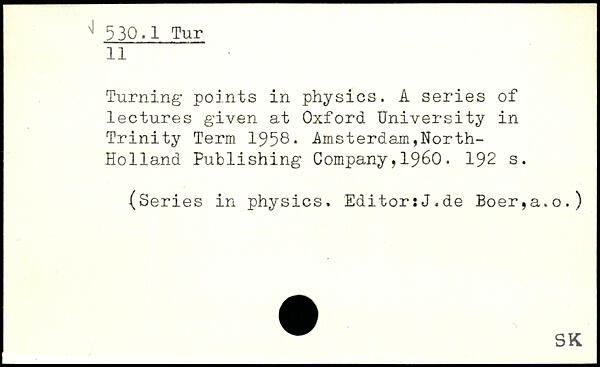 √ 530.1 Tur
11
Turning points in physics. A series of
lectures given at Oxford University in
Trinity Term 1958. Amsterdam,North-
Holland Publishing Company,1960. 192 s.
(Series in physics. Editor:J.de Boer,a.o.)
SK